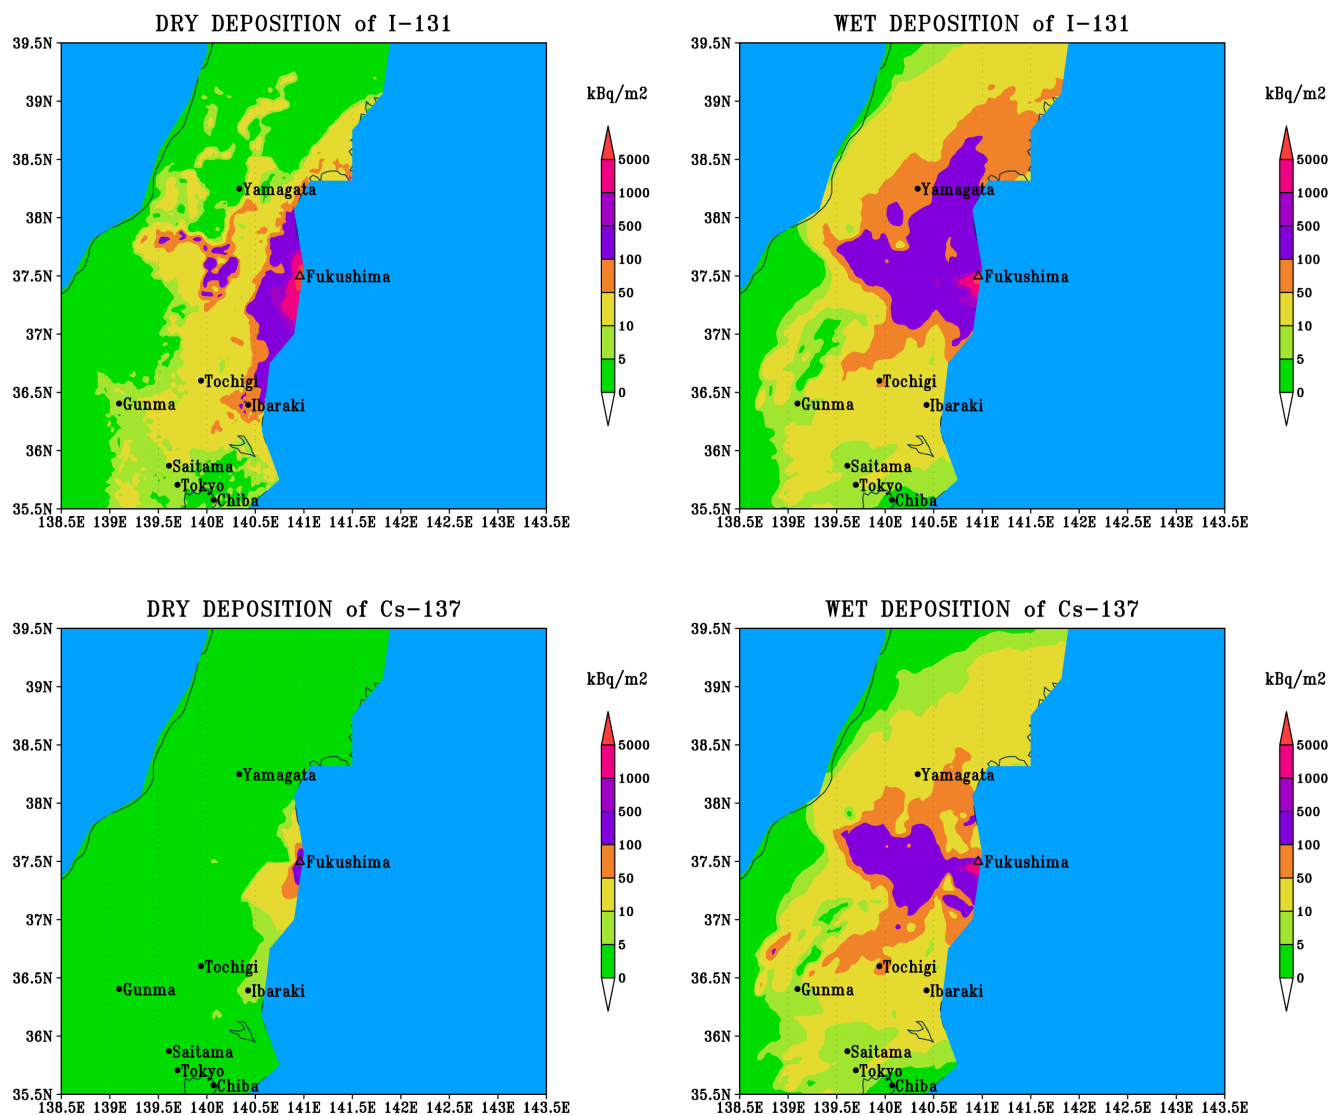 DRY DEPOSITION of I-131
39.5N
39N
38.5N
38N
37.5N
37N
36.5N
36N
35.5N
138.5E 139E 139.5E 140E 140.5E 141E 141.5E 142E 142.5E 143E 143.5E
Yamagata
Fukushima
Tochigi
Gunma
Ibaraki
Saitama
Tokyo
Chiba
kBq/m2
5000
1000
500
100
50
10
5
0
WET DEPOSITION of I-131
39.5N
39N
38.5N
38N
37.5N
37N
36.5N
36N
35.5N
138.5E 139E 139.5E 140E 140.5E 141E 141.5E 142E 142.5E 143E 143.5E
Yamagata
Fukushima
Tochigi
Gunma
Ibaraki
Saitama
Tokyo
Chiba
kBq/m2
5000
1000
500
100
50
10
5
0
DRY DEPOSITION of Cs-137
39.5N
39N
38.5N
38N
37.5N
37N
36.5N
36N
35.5N
138.5E 139E 139.5E 140E 140.5E 141E 141.5E 142E 142.5E 143E 143.5E
Yamagata
Fukushima
Tochigi
Gunma
Ibaraki
Saitama
Tokyo
Chiba
kBq/m2
5000
1000
500
100
50
10
5
0
WET DEPOSITION of Cs-137
39.5N
39N
38.5N
38N
37.5N
37N
36.5N
36N
35.5N
138.5E 139E 139.5E 140E 140.5E 141E 141.5E 142E 142.5E 143E 143.5E
Yamagata
Fukushima
Tochigi
Gunma
Ibaraki
Saitama
Tokyo
Chiba
kBq/m2
5000
1000
500
100
50
10
5
0